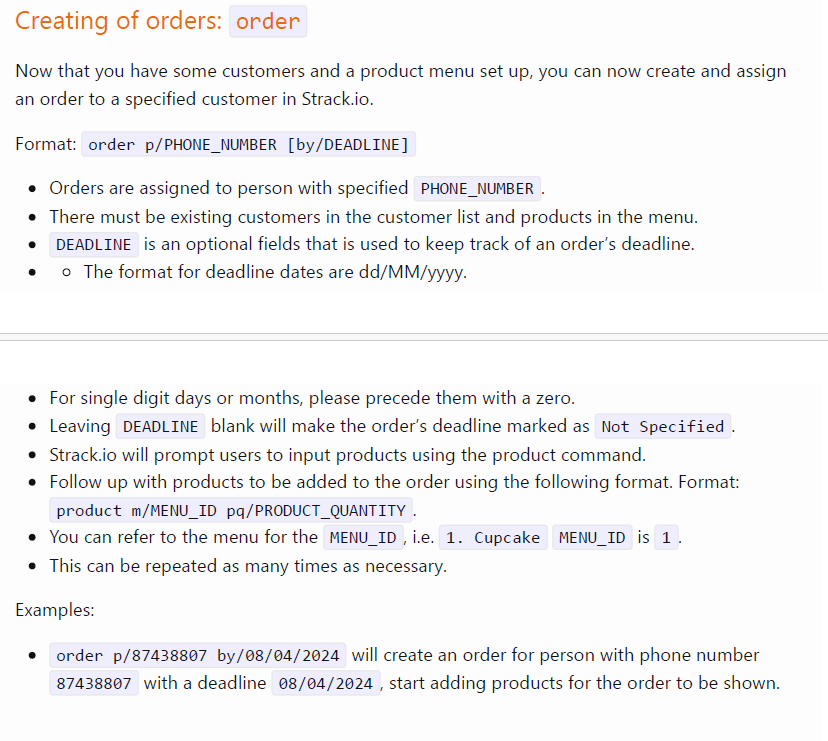 Creating of orders: order
Now that you have some customers and a product menu set up, you can now create and assign
an order to a specified customer in Strack.io.
Format: order p/PHONE_NUMBER [by/DEADLINE]
• Orders are assigned to person with specified PHONE_NUMBER.
• There must be existing customers in the customer list and products in the menu.
• DEADLINE is an optional fields that is used to keep track of an order’s deadline.
• ◦ The format for deadline dates are dd/MM/yyyy.
• For single digit days or months, please precede them with a zero.
• Leaving DEADLINE blank will make the order’s deadline marked as Not Specified.
• Strack.io will prompt users to input products using the product command.
• Follow up with products to be added to the order using the following format. Format:
product m/MENU_ID pq/PRODUCT_QUANTITY.
• You can refer to the menu for the MENU_ID, i.e. 1. Cupcake MENU_ID is 1.
• This can be repeated as many times as necessary.
Examples:
• order p/87438807 by/08/04/2024 will create an order for person with phone number
87438807 with a deadline 08/04/2024, start adding products for the order to be shown.